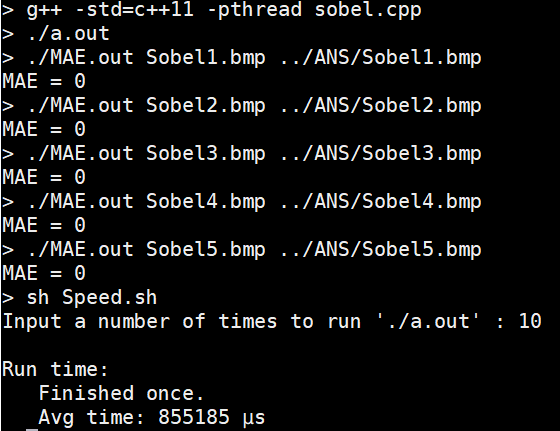 > g++ -std=c++11 -pthread sobel.cpp
> ./a.out
> ./MAE.out Sobel1.bmp ../ANS/Sobel1.bmp
MAE = 0
> ./MAE.out Sobel2.bmp ../ANS/Sobel2.bmp
MAE = 0
> ./MAE.out Sobel3.bmp ../ANS/Sobel3.bmp
MAE = 0
> ./MAE.out Sobel4.bmp ../ANS/Sobel4.bmp
MAE = 0
> ./MAE.out Sobel5.bmp ../ANS/Sobel5.bmp
MAE = 0
> sh Speed.sh
Input a number of times to run './a.out' : 10

Run time:
   Finished once.
   Avg time: 855185 μs